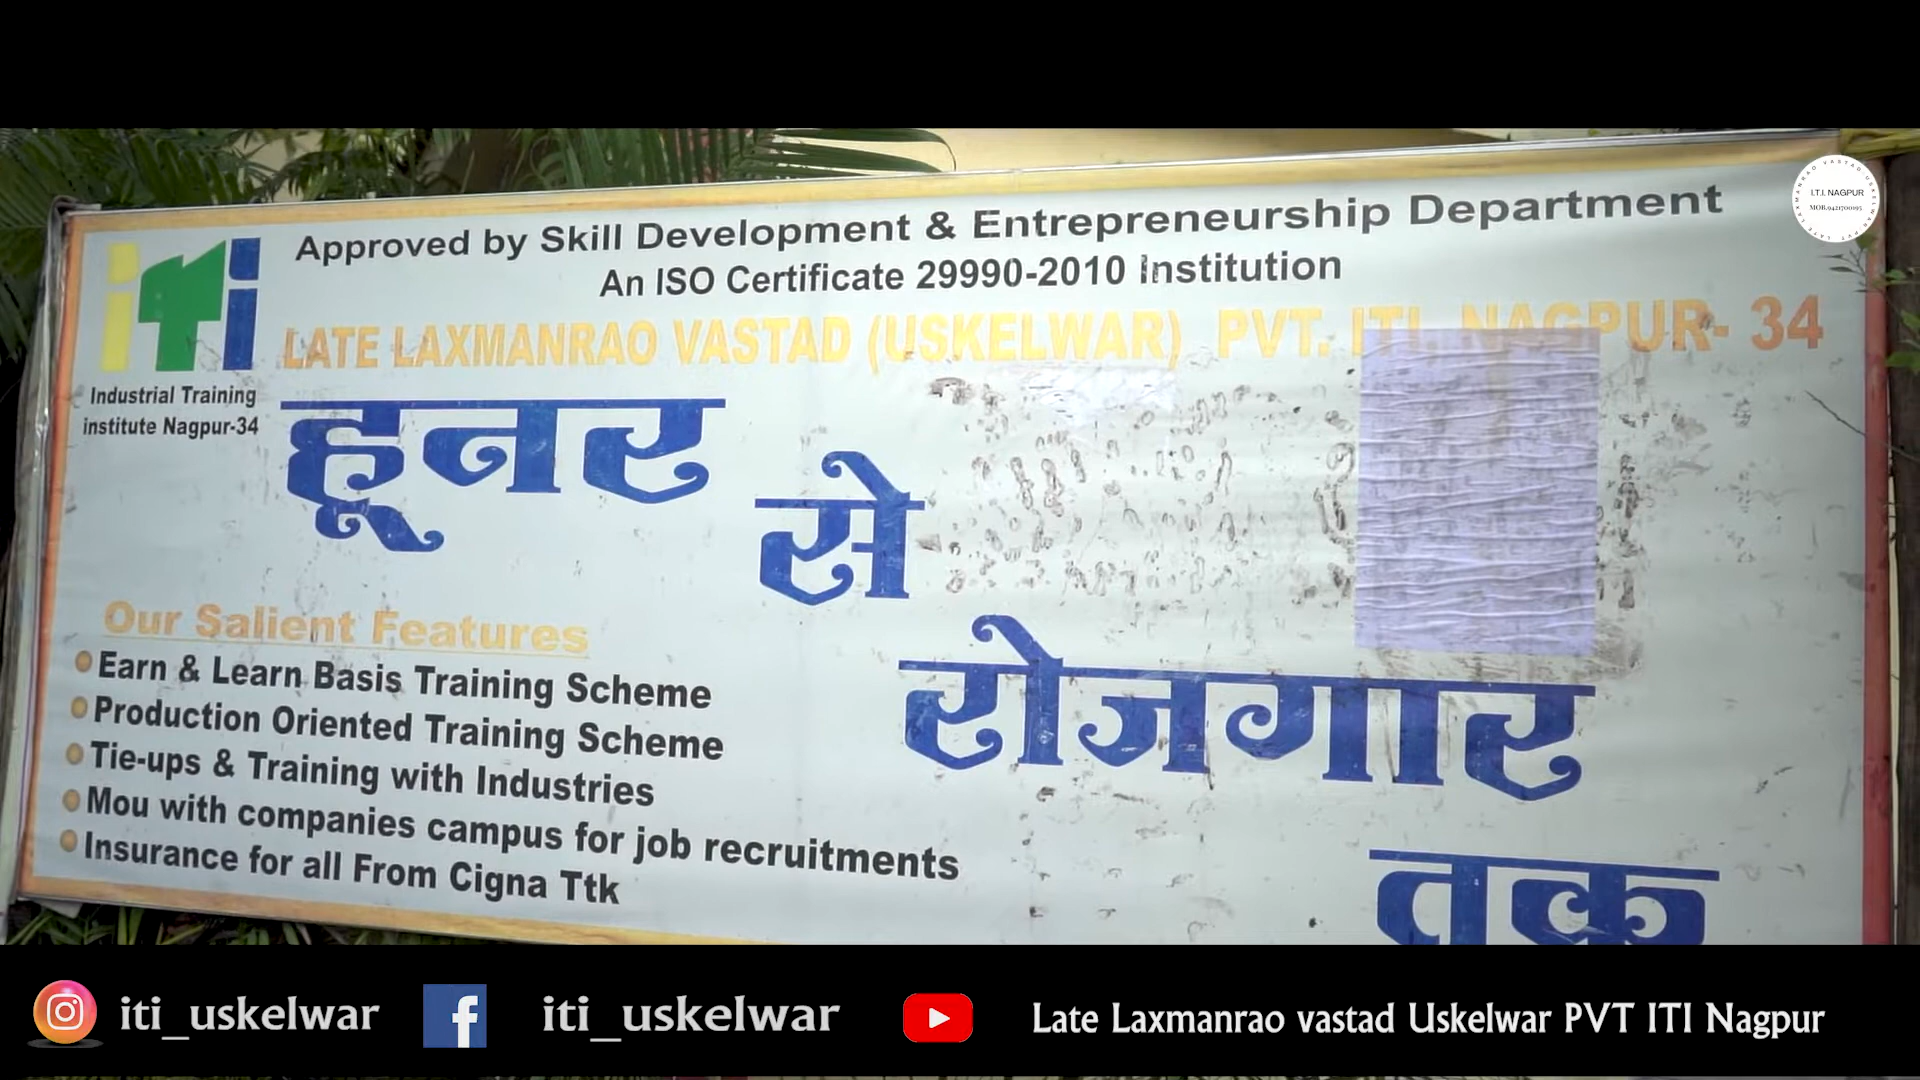 Approved by Skill Development & Entrepreneurship Department
An ISO Certificate 29990-2010 Institution
iTi
LATE LAXMANRAO VASTAD (USKELWAR) PVT. ITI. NAGPUR- 34
Industrial Training
institute Nagpur-34
हूनर
से
रोजगार
तक
Our Salient Features
Earn & Learn Basis Training Scheme
Production Oriented Training Scheme
Tie-ups & Training with Industries
Mou with companies campus for job recruitments
Insurance for all From Cigna Ttk
I.T.I. NAGPUR
MOB.9421700195
iti_uskelwar
iti_uskelwar
Late Laxmanrao vastad Uskelwar PVT ITI Nagpur